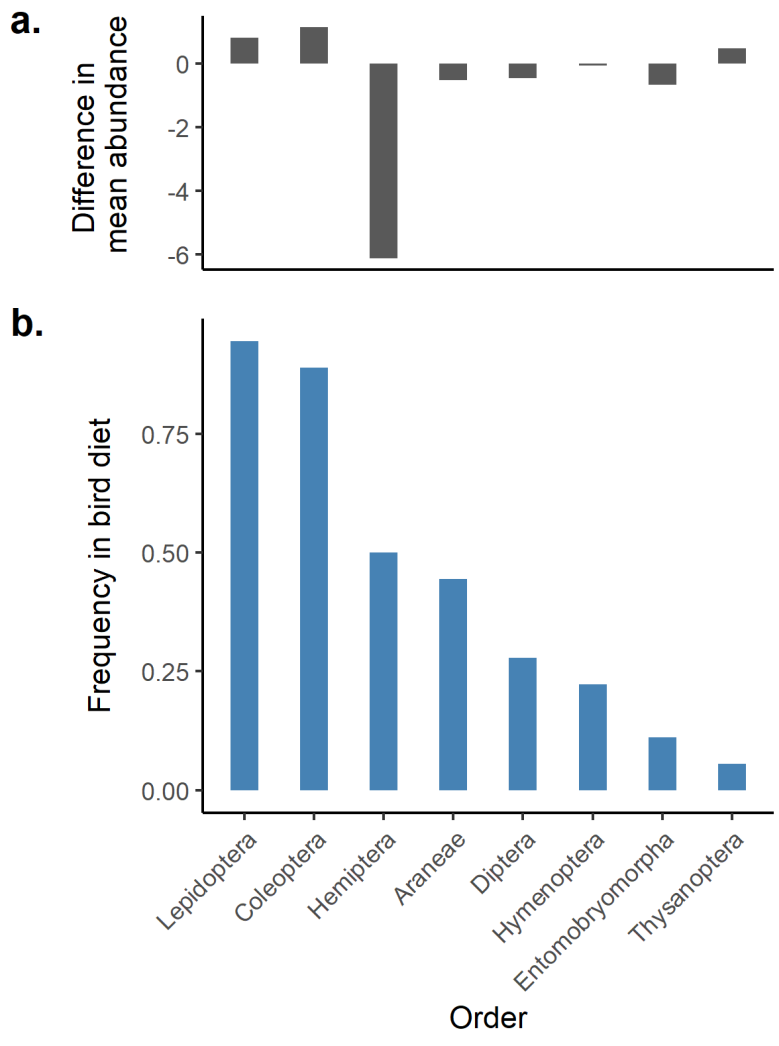 a.
Difference in
mean abundance
0
-2
-4
-6
b.
Frequency in bird diet
0.75
0.50
0.25
0.00
Lepidoptera
Coleoptera
Hemiptera
Araneae
Diptera
Hymenoptera
Entomobryomorpha
Thysanoptera
Order